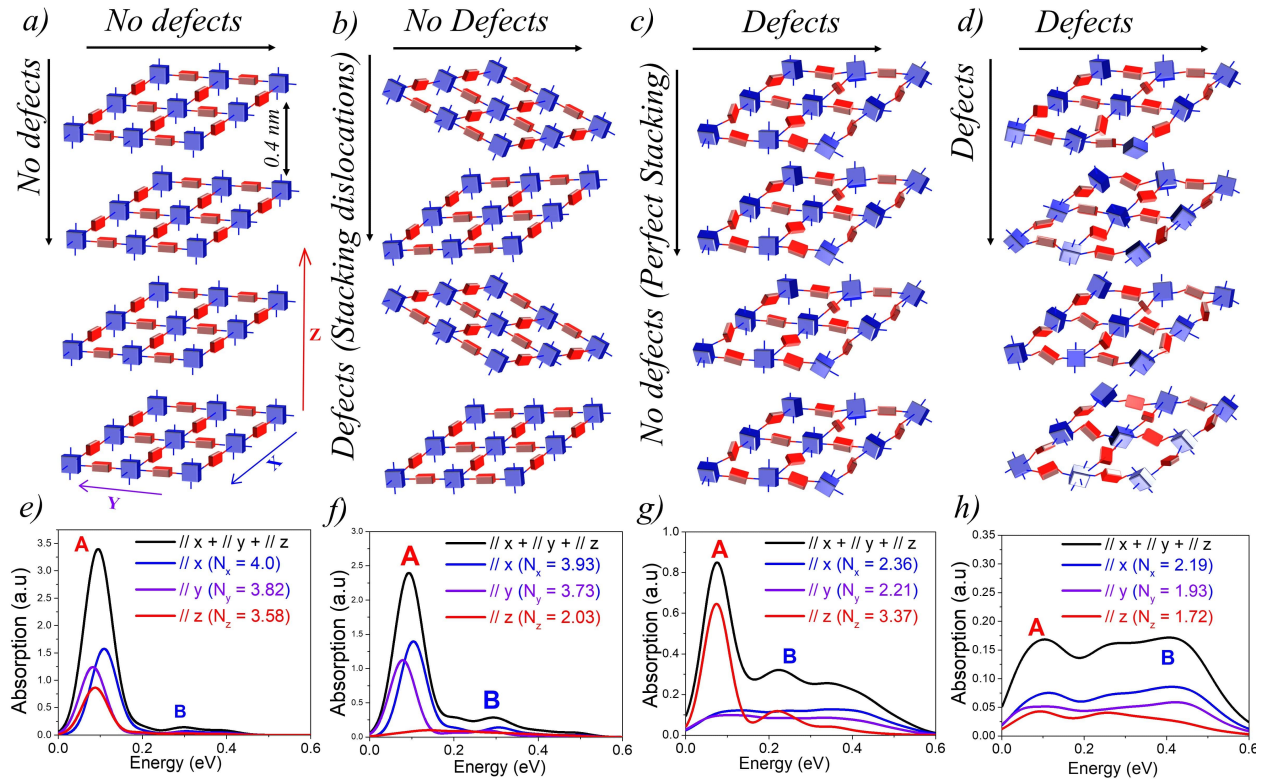 a)
No defects
No defects
0.4 nm
Z
X
Y
b)
No Defects
Defects (Stacking dislocations)
c)
Defects
No defects (Perfect Stacking)
d)
Defects
Defects
e)
A
B
// x + // y + // z
// x (Nx = 4.0)
// y (Ny = 3.82)
// z (Nz = 3.58)
Absorption (a.u)
3.5
3.0
2.5
2.0
1.5
1.0
0.5
0.0
0.0 0.2 0.4 0.6
Energy (eV)
f)
A
B
// x + // y + // z
// x (Nx = 3.93)
// y (Ny = 3.73)
// z (Nz = 2.03)
Absorption (a.u)
3.5
3.0
2.5
2.0
1.5
1.0
0.5
0.0
0.0 0.2 0.4 0.6
Energy (eV)
g)
A
B
// x + // y + // z
// x (Nx = 2.36)
// y (Ny = 2.21)
// z (Nz = 3.37)
Absorption (a.u)
1.0
0.8
0.6
0.4
0.2
0.0
0.0 0.2 0.4 0.6
Energy (eV)
h)
A
B
// x + // y + // z
// x (Nx = 2.19)
// y (Ny = 1.93)
// z (Nz = 1.72)
Absorption (a.u)
0.35
0.30
0.25
0.20
0.15
0.10
0.05
0.00
0.0 0.2 0.4 0.6
Energy (eV)